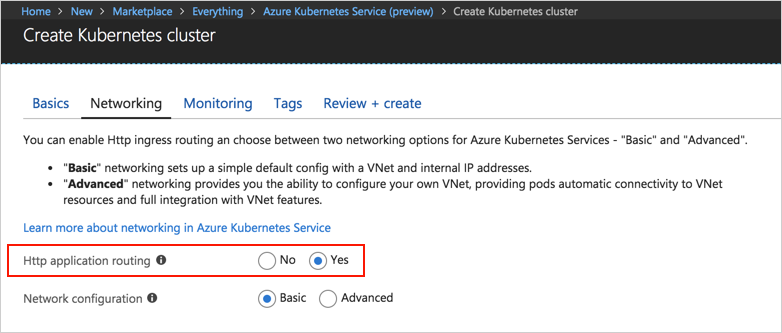 Home > New > Marketplace > Everything > Azure Kubernetes Service (preview) > Create Kubernetes cluster
Create Kubernetes cluster
Basics Networking Monitoring Tags Review + create
You can enable Http ingress routing an choose between two networking options for Azure Kubernetes Services - "Basic" and "Advanced".
• "Basic" networking sets up a simple default config with a VNet and internal IP addresses.
• "Advanced" networking provides you the ability to configure your own VNet, providing pods automatic connectivity to VNet
resources and full integration with VNet features.
Learn more about networking in Azure Kubernetes Service
Http application routing No Yes
Network configuration Basic Advanced